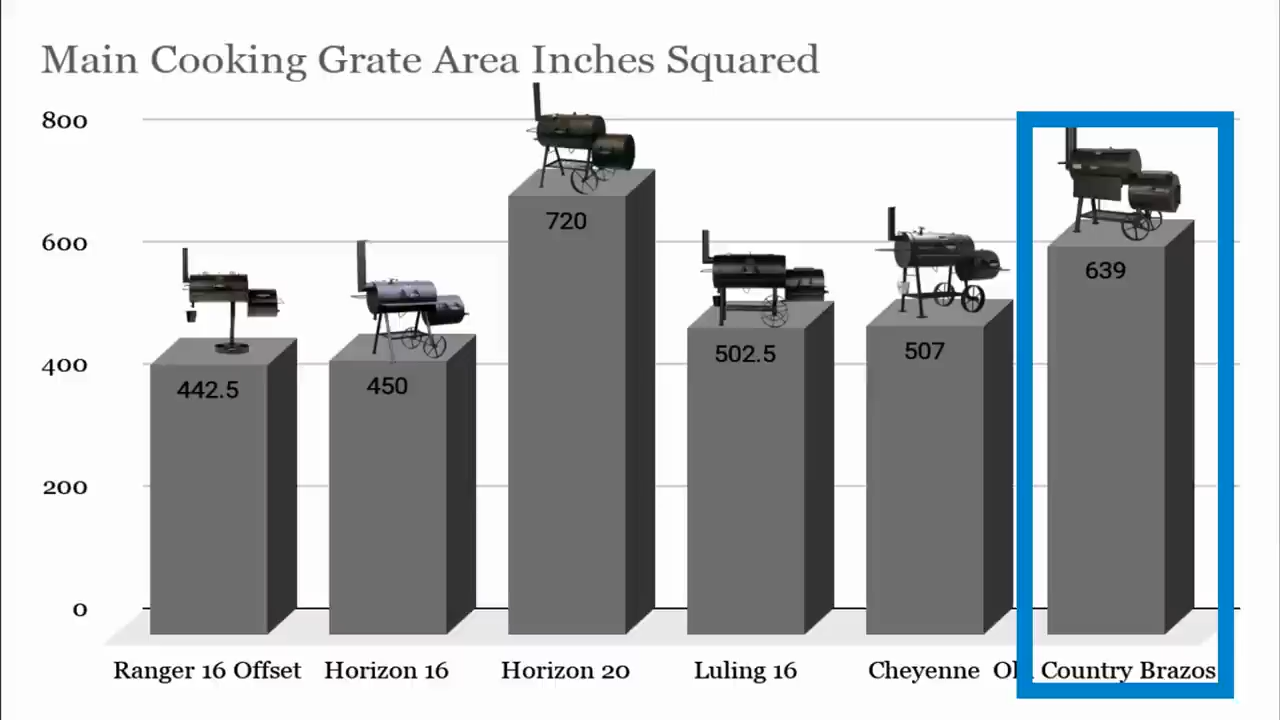 Main Cooking Grate Area Inches Squared
800
600
400
200
0
442.5
450
720
502.5
507
639
Ranger 16 Offset
Horizon 16
Horizon 20
Luling 16
Cheyenne
Country Brazos